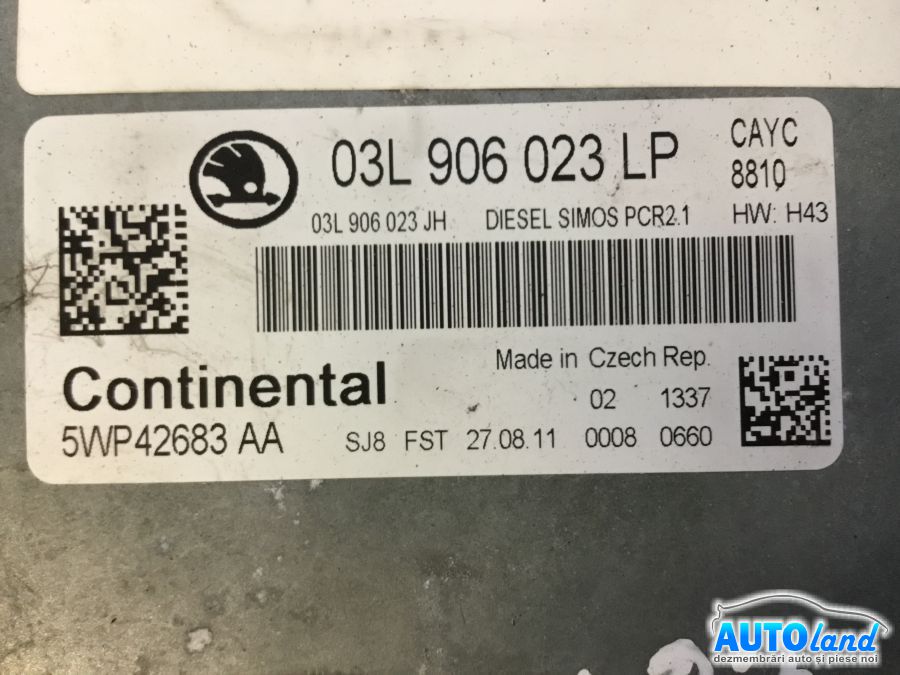 03L 906 023 LP
CAYC
8810
03L 906 023 JH DIESEL SIMOS PCR2.1 HW: H43
Made in Czech Rep.
Continental
02 1337
5WP42683 AA SJ8 FST 27.08.11 0008 0660
AUTOland
dezmembrări auto și piese noi